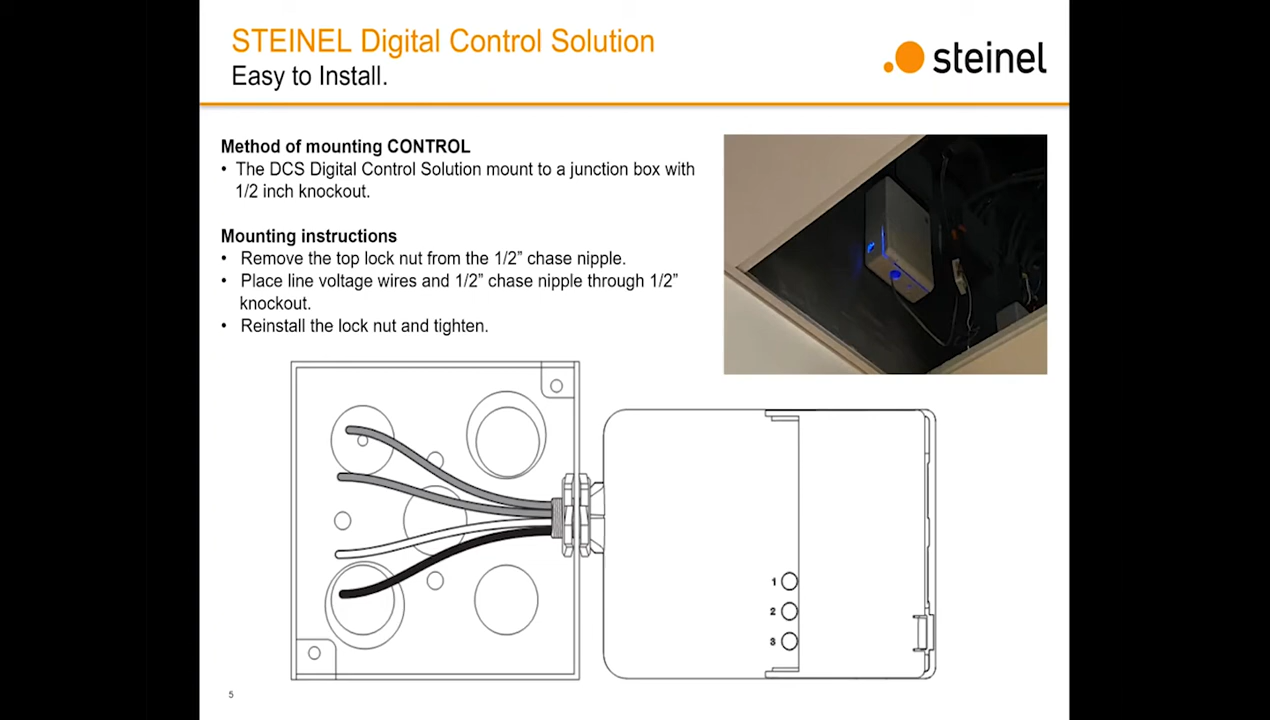 STEINEL Digital Control Solution
Easy to Install.
steinel
Method of mounting CONTROL
• The DCS Digital Control Solution mount to a junction box with
1/2 inch knockout.
Mounting instructions
• Remove the top lock nut from the 1/2” chase nipple.
• Place line voltage wires and 1/2” chase nipple through 1/2”
knockout.
• Reinstall the lock nut and tighten.
1
2
3
5